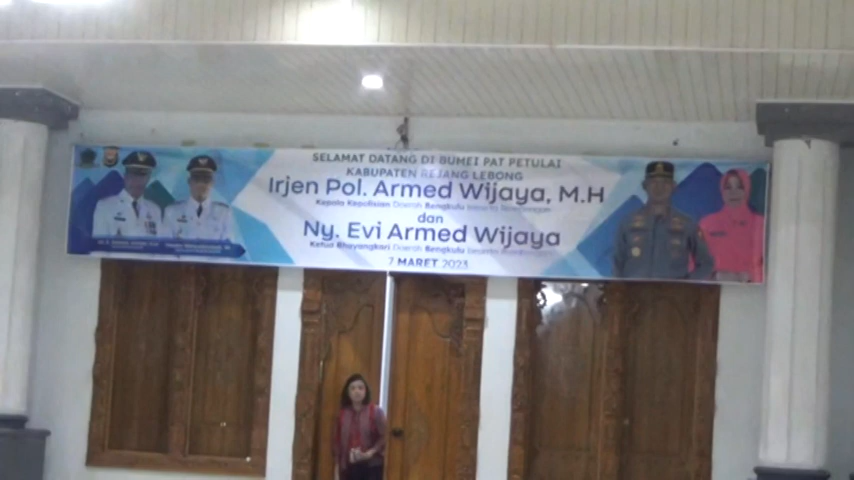 SELAMAT DATANG DI BUMEI PAT PETULAI
KABUPATEN REJANG LEBONG
Irjen Pol. Armed Wijaya, M.H
Kepala Kepolisian Daerah Bengkulu
dan
Ny. Evi Armed Wijaya
Ketua Bhayangkari Daerah Bengkulu
7 MARET 2023